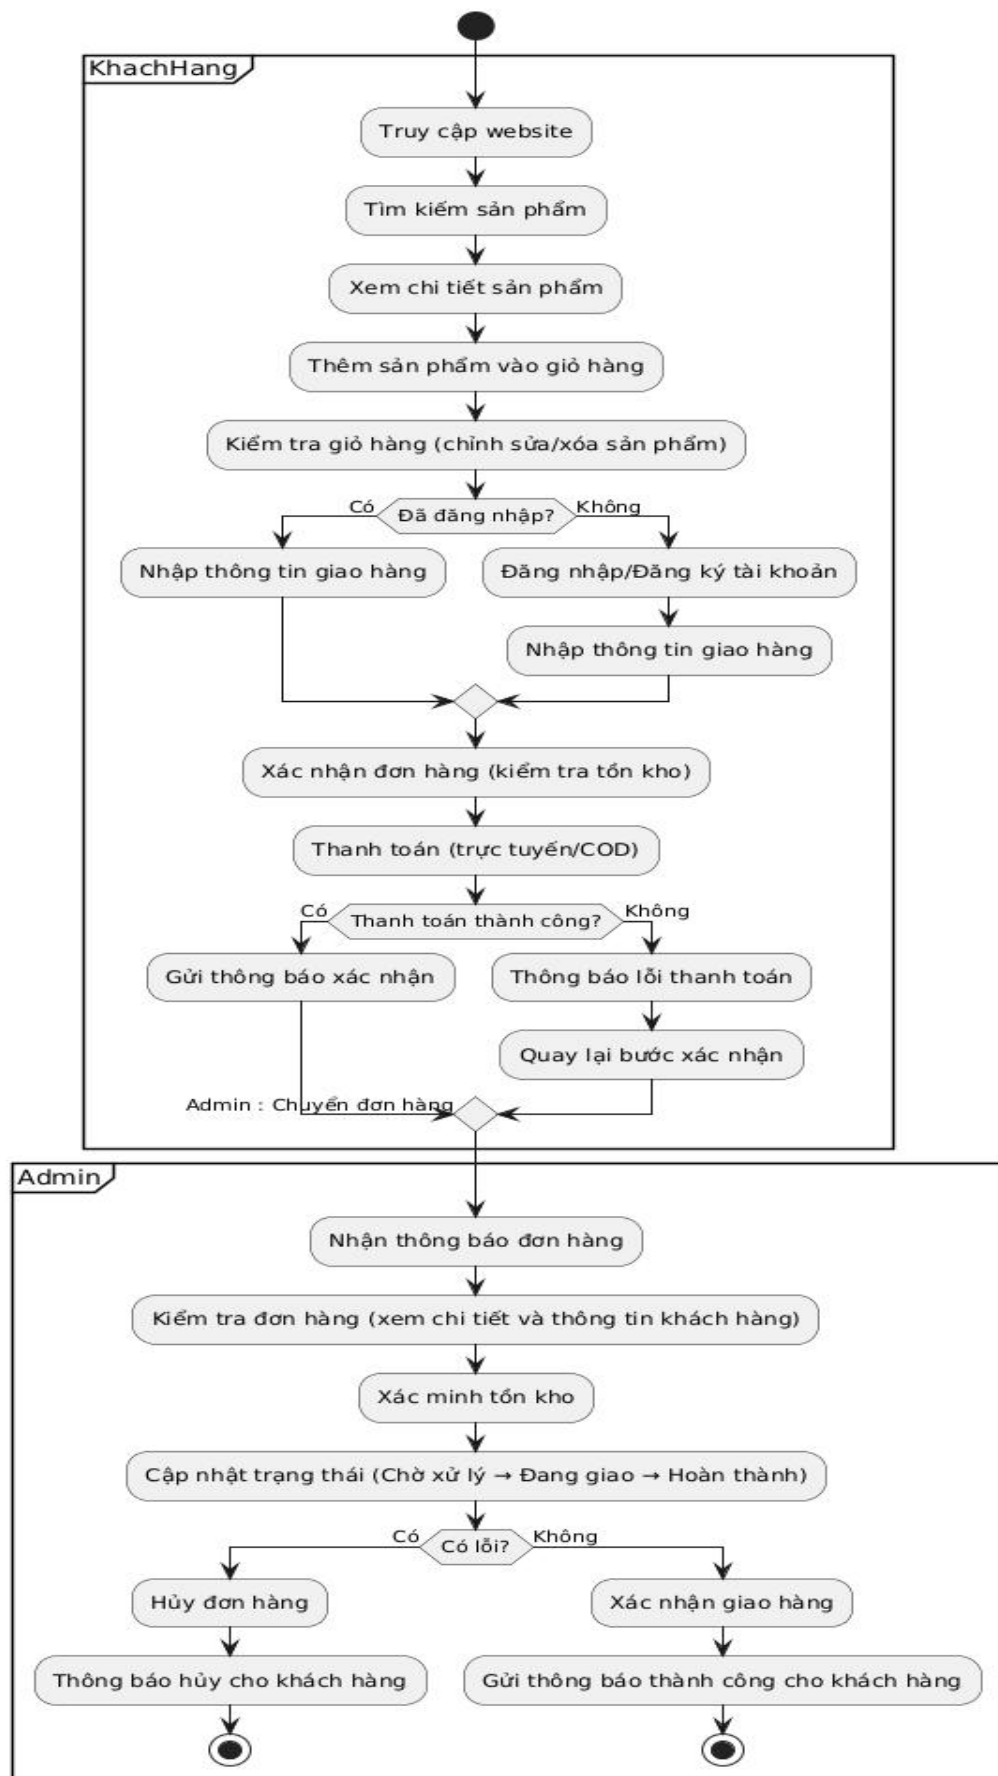 KhachHang
Truy cập website
Tìm kiếm sản phẩm
Xem chi tiết sản phẩm
Thêm sản phẩm vào giỏ hàng
Kiểm tra giỏ hàng (chỉnh sửa/xóa sản phẩm)
Có
Đã đăng nhập?
Không
Nhập thông tin giao hàng
Đăng nhập/Đăng ký tài khoản
Nhập thông tin giao hàng
Xác nhận đơn hàng (kiểm tra tồn kho)
Thanh toán (trực tuyến/COD)
Có
Thanh toán thành công?
Không
Gửi thông báo xác nhận
Thông báo lỗi thanh toán
Quay lại bước xác nhận
Admin : Chuyển đơn hàng
Admin
Nhận thông báo đơn hàng
Kiểm tra đơn hàng (xem chi tiết và thông tin khách hàng)
Xác minh tồn kho
Cập nhật trạng thái (Chờ xử lý → Đang giao → Hoàn thành)
Có
Có lỗi?
Không
Hủy đơn hàng
Xác nhận giao hàng
Thông báo hủy cho khách hàng
Gửi thông báo thành công cho khách hàng